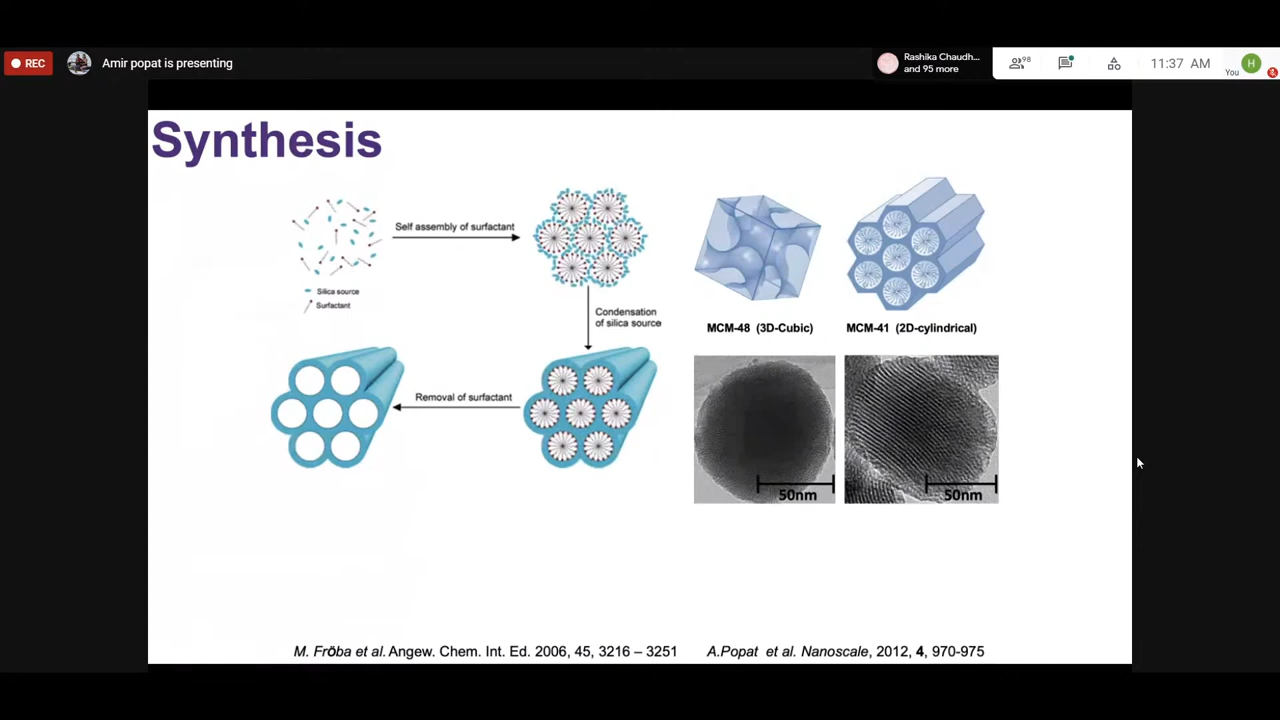 REC
Amir popat is presenting
Rashika Chaudh...
and 95 more
98
You
H
11:37 AM
Synthesis
Self assembly of surfactant
Silica source
Surfactant
Condensation
of silica source
Removal of surfactant
MCM-48 (3D-Cubic)
MCM-41 (2D-cylindrical)
50nm
50nm
M. Fröba et al. Angew. Chem. Int. Ed. 2006, 45, 3216 – 3251
A.Popat et al. Nanoscale, 2012, 4, 970-975